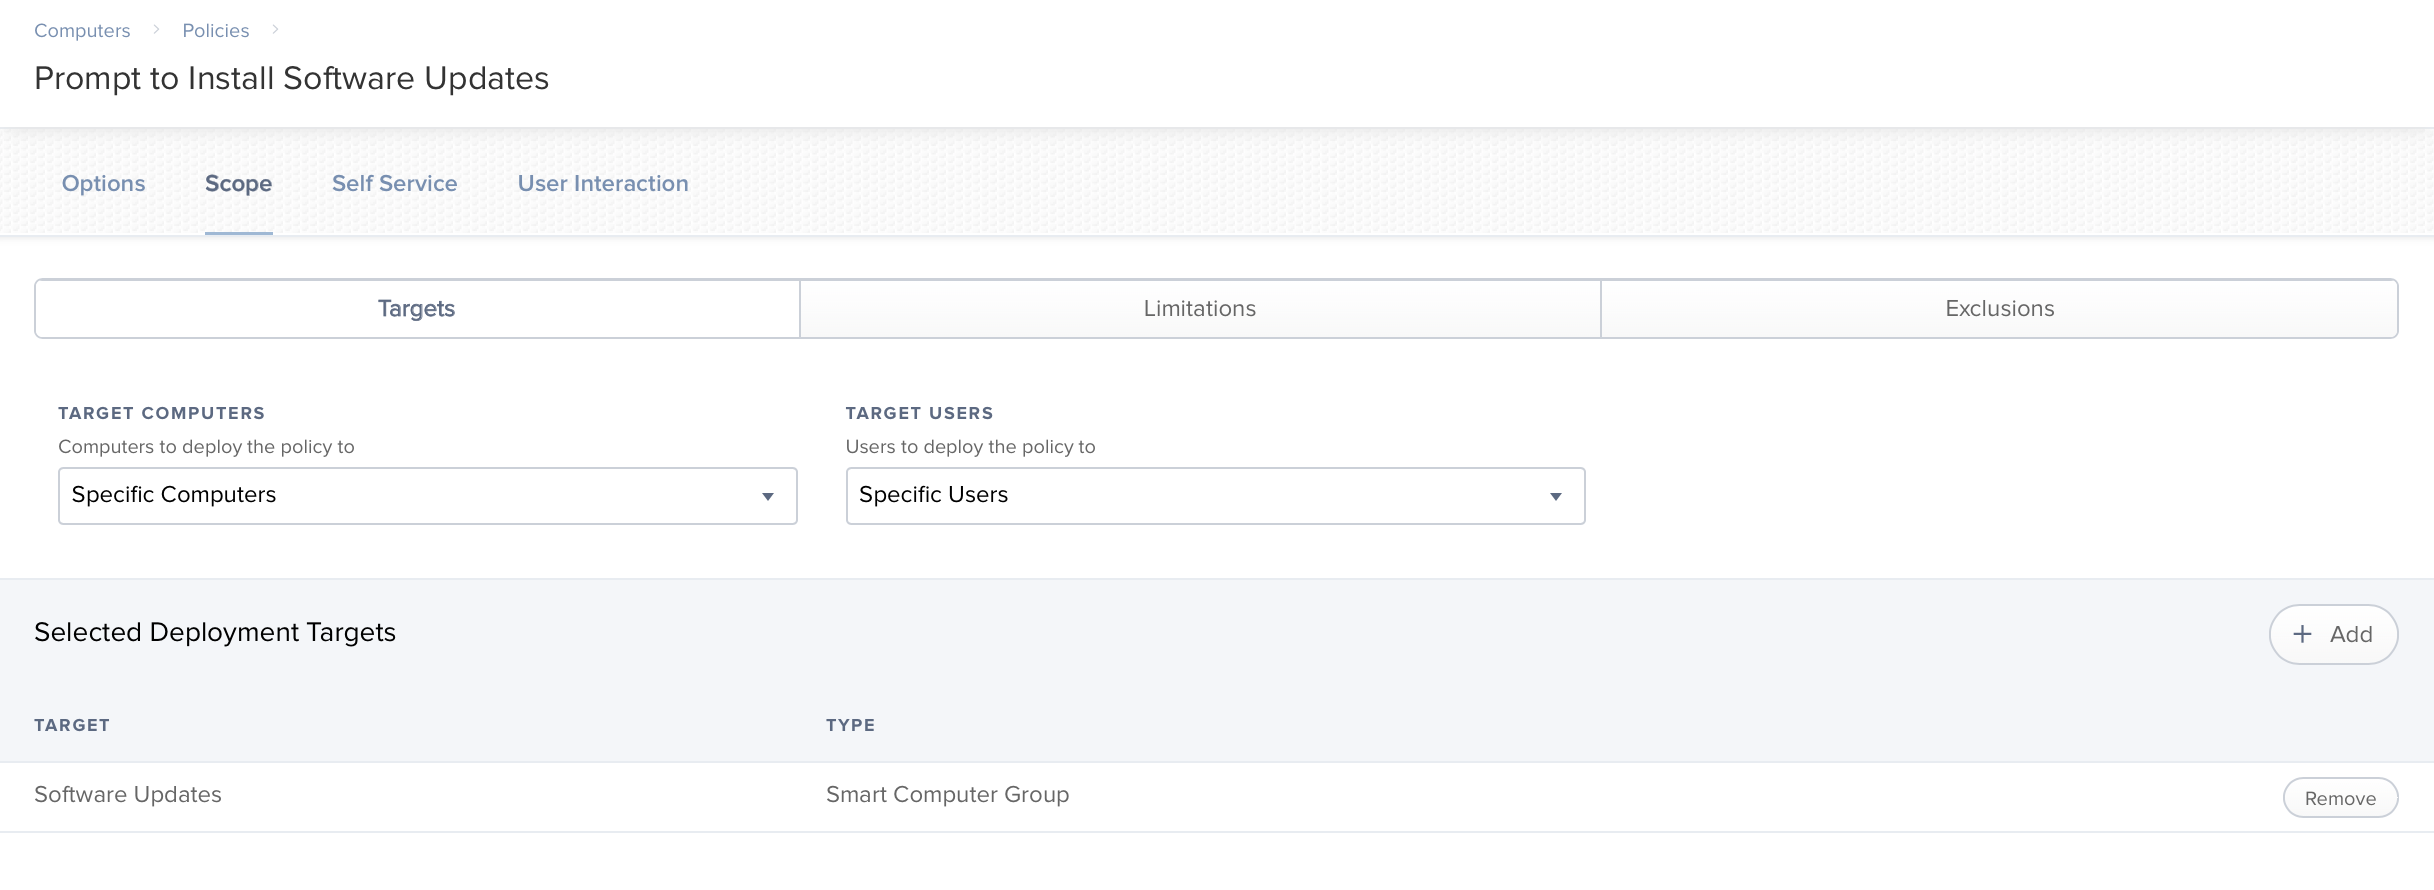 Computers > Policies >
Prompt to Install Software Updates
Options Scope Self Service User Interaction
Targets Limitations Exclusions
TARGET COMPUTERS TARGET USERS
Computers to deploy the policy to Users to deploy the policy to
Specific Computers Specific Users
Selected Deployment Targets + Add
TARGET TYPE
Software Updates Smart Computer Group Remove